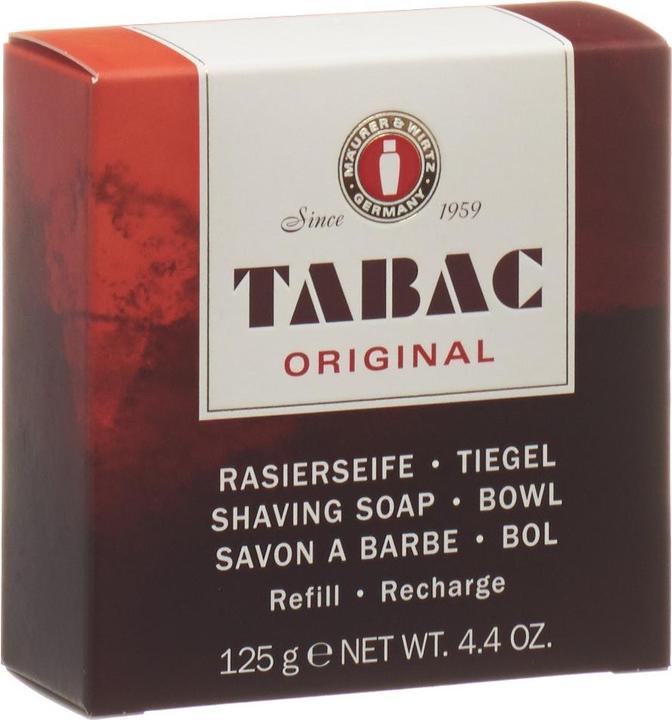 MÄURER & WIRTZ
· GERMANY ·
Since 1959
TABAC
ORIGINAL
RASIERSEIFE · TIEGEL
SHAVING SOAP · BOWL
SAVON A BARBE · BOL
Refill · Recharge
125 g ℮ NET WT. 4.4 OZ.